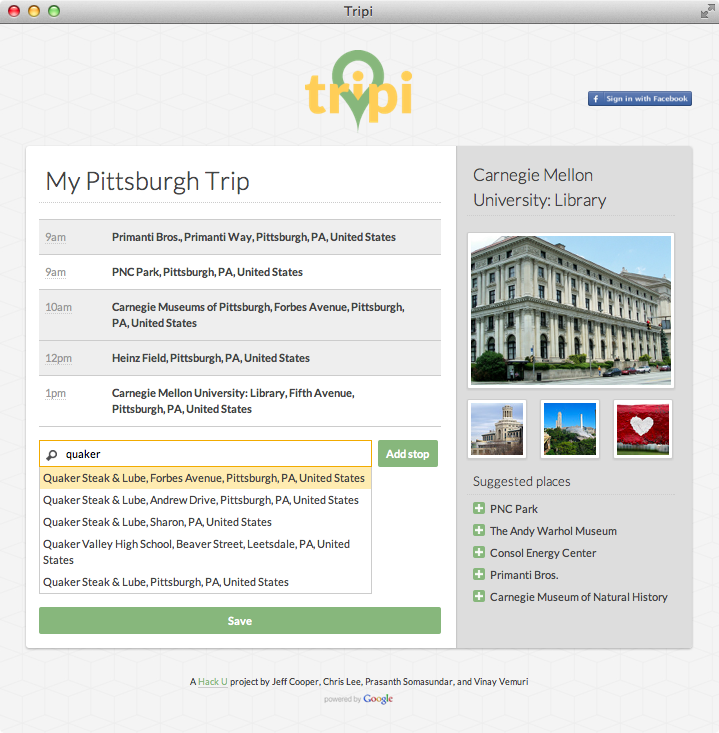 Tripi
tripi
f Sign in with Facebook
My Pittsburgh Trip
9am Primanti Bros., Primanti Way, Pittsburgh, PA, United States
9am PNC Park, Pittsburgh, PA, United States
10am Carnegie Museums of Pittsburgh, Forbes Avenue, Pittsburgh,
PA, United States
12pm Heinz Field, Pittsburgh, PA, United States
1pm Carnegie Mellon University: Library, Fifth Avenue,
Pittsburgh, PA, United States
quaker
Add stop
Quaker Steak & Lube, Forbes Avenue, Pittsburgh, PA, United States
Quaker Steak & Lube, Andrew Drive, Pittsburgh, PA, United States
Quaker Steak & Lube, Sharon, PA, United States
Quaker Valley High School, Beaver Street, Leetsdale, PA, United
States
Quaker Steak & Lube, Pittsburgh, PA, United States
Save
Carnegie Mellon
University: Library
Suggested places
PNC Park
The Andy Warhol Museum
Consol Energy Center
Primanti Bros.
Carnegie Museum of Natural History
A Hack U project by Jeff Cooper, Chris Lee, Prasanth Somasundar, and Vinay Vemuri
powered by Google